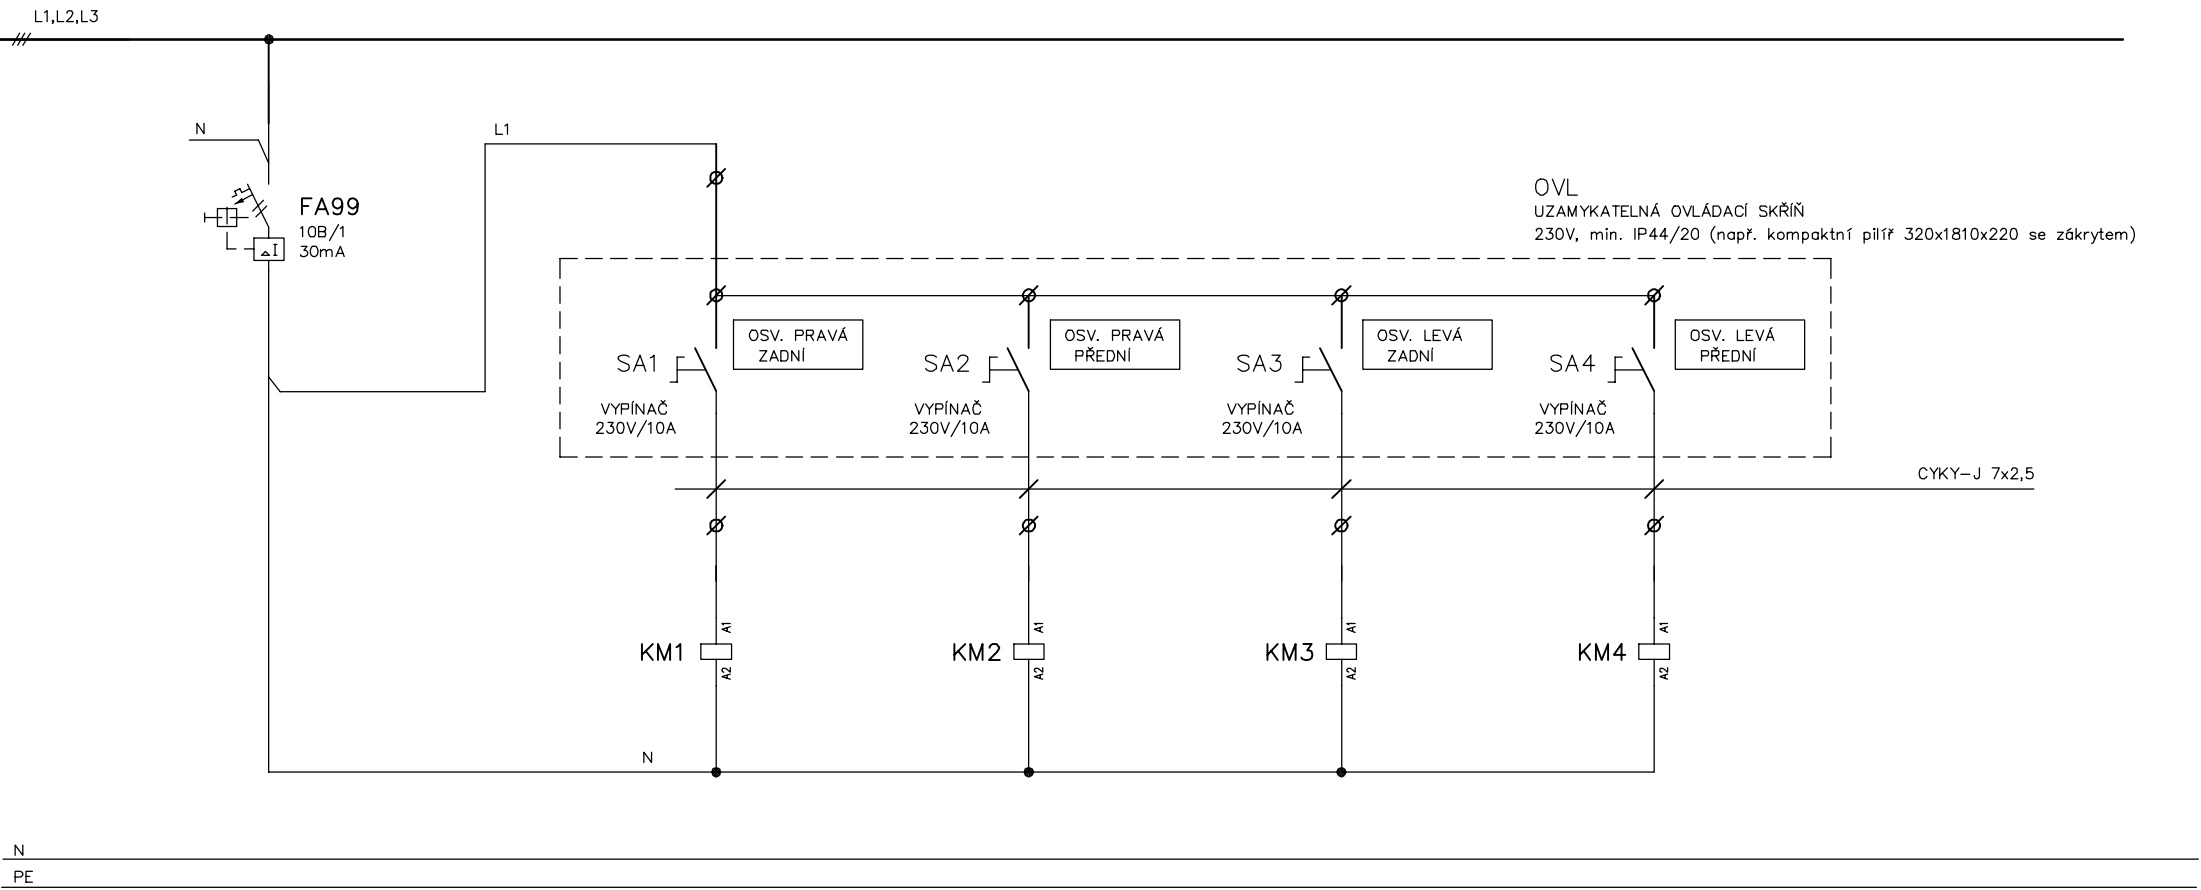 L1,L2,L3
N
L1
FA99
10B/1
30mA
OVL
UZAMYKATELNÁ OVLÁDACÍ SKŘÍŇ
230V, min. IP44/20 (např. kompaktní pilíř 320x1810x220 se zákrytem)
OSV. PRAVÁ
ZADNÍ
OSV. PRAVÁ
PŘEDNÍ
OSV. LEVÁ
ZADNÍ
OSV. LEVÁ
PŘEDNÍ
SA1
SA2
SA3
SA4
VYPÍNAČ
230V/10A
VYPÍNAČ
230V/10A
VYPÍNAČ
230V/10A
VYPÍNAČ
230V/10A
CYKY-J 7x2,5
KM1
A1
A2
KM2
A1
A2
KM3
A1
A2
KM4
A1
A2
N
N
PE